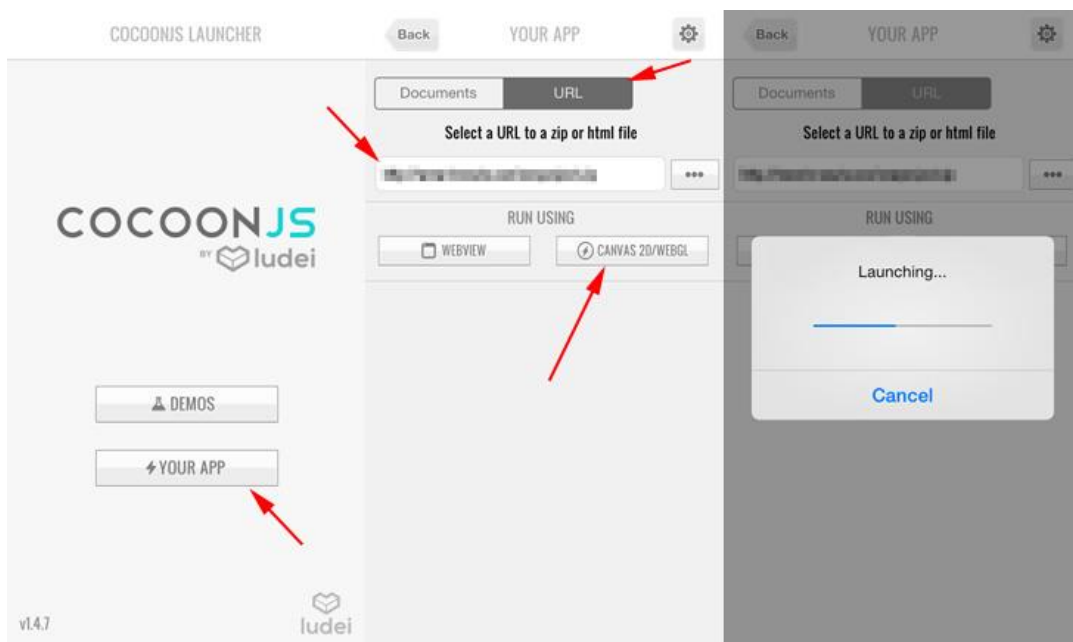 COCOONJS LAUNCHER
COCOONJS
BY ludei
DEMOS
YOUR APP
v1.4.7
ludei
Back YOUR APP
Documents URL
Select a URL to a zip or html file
RUN USING
WEBVIEW CANVAS 2D/WEBGL
Back YOUR APP
Documents URL
Select a URL to a zip or html file
RUN USING
Launching...
Cancel